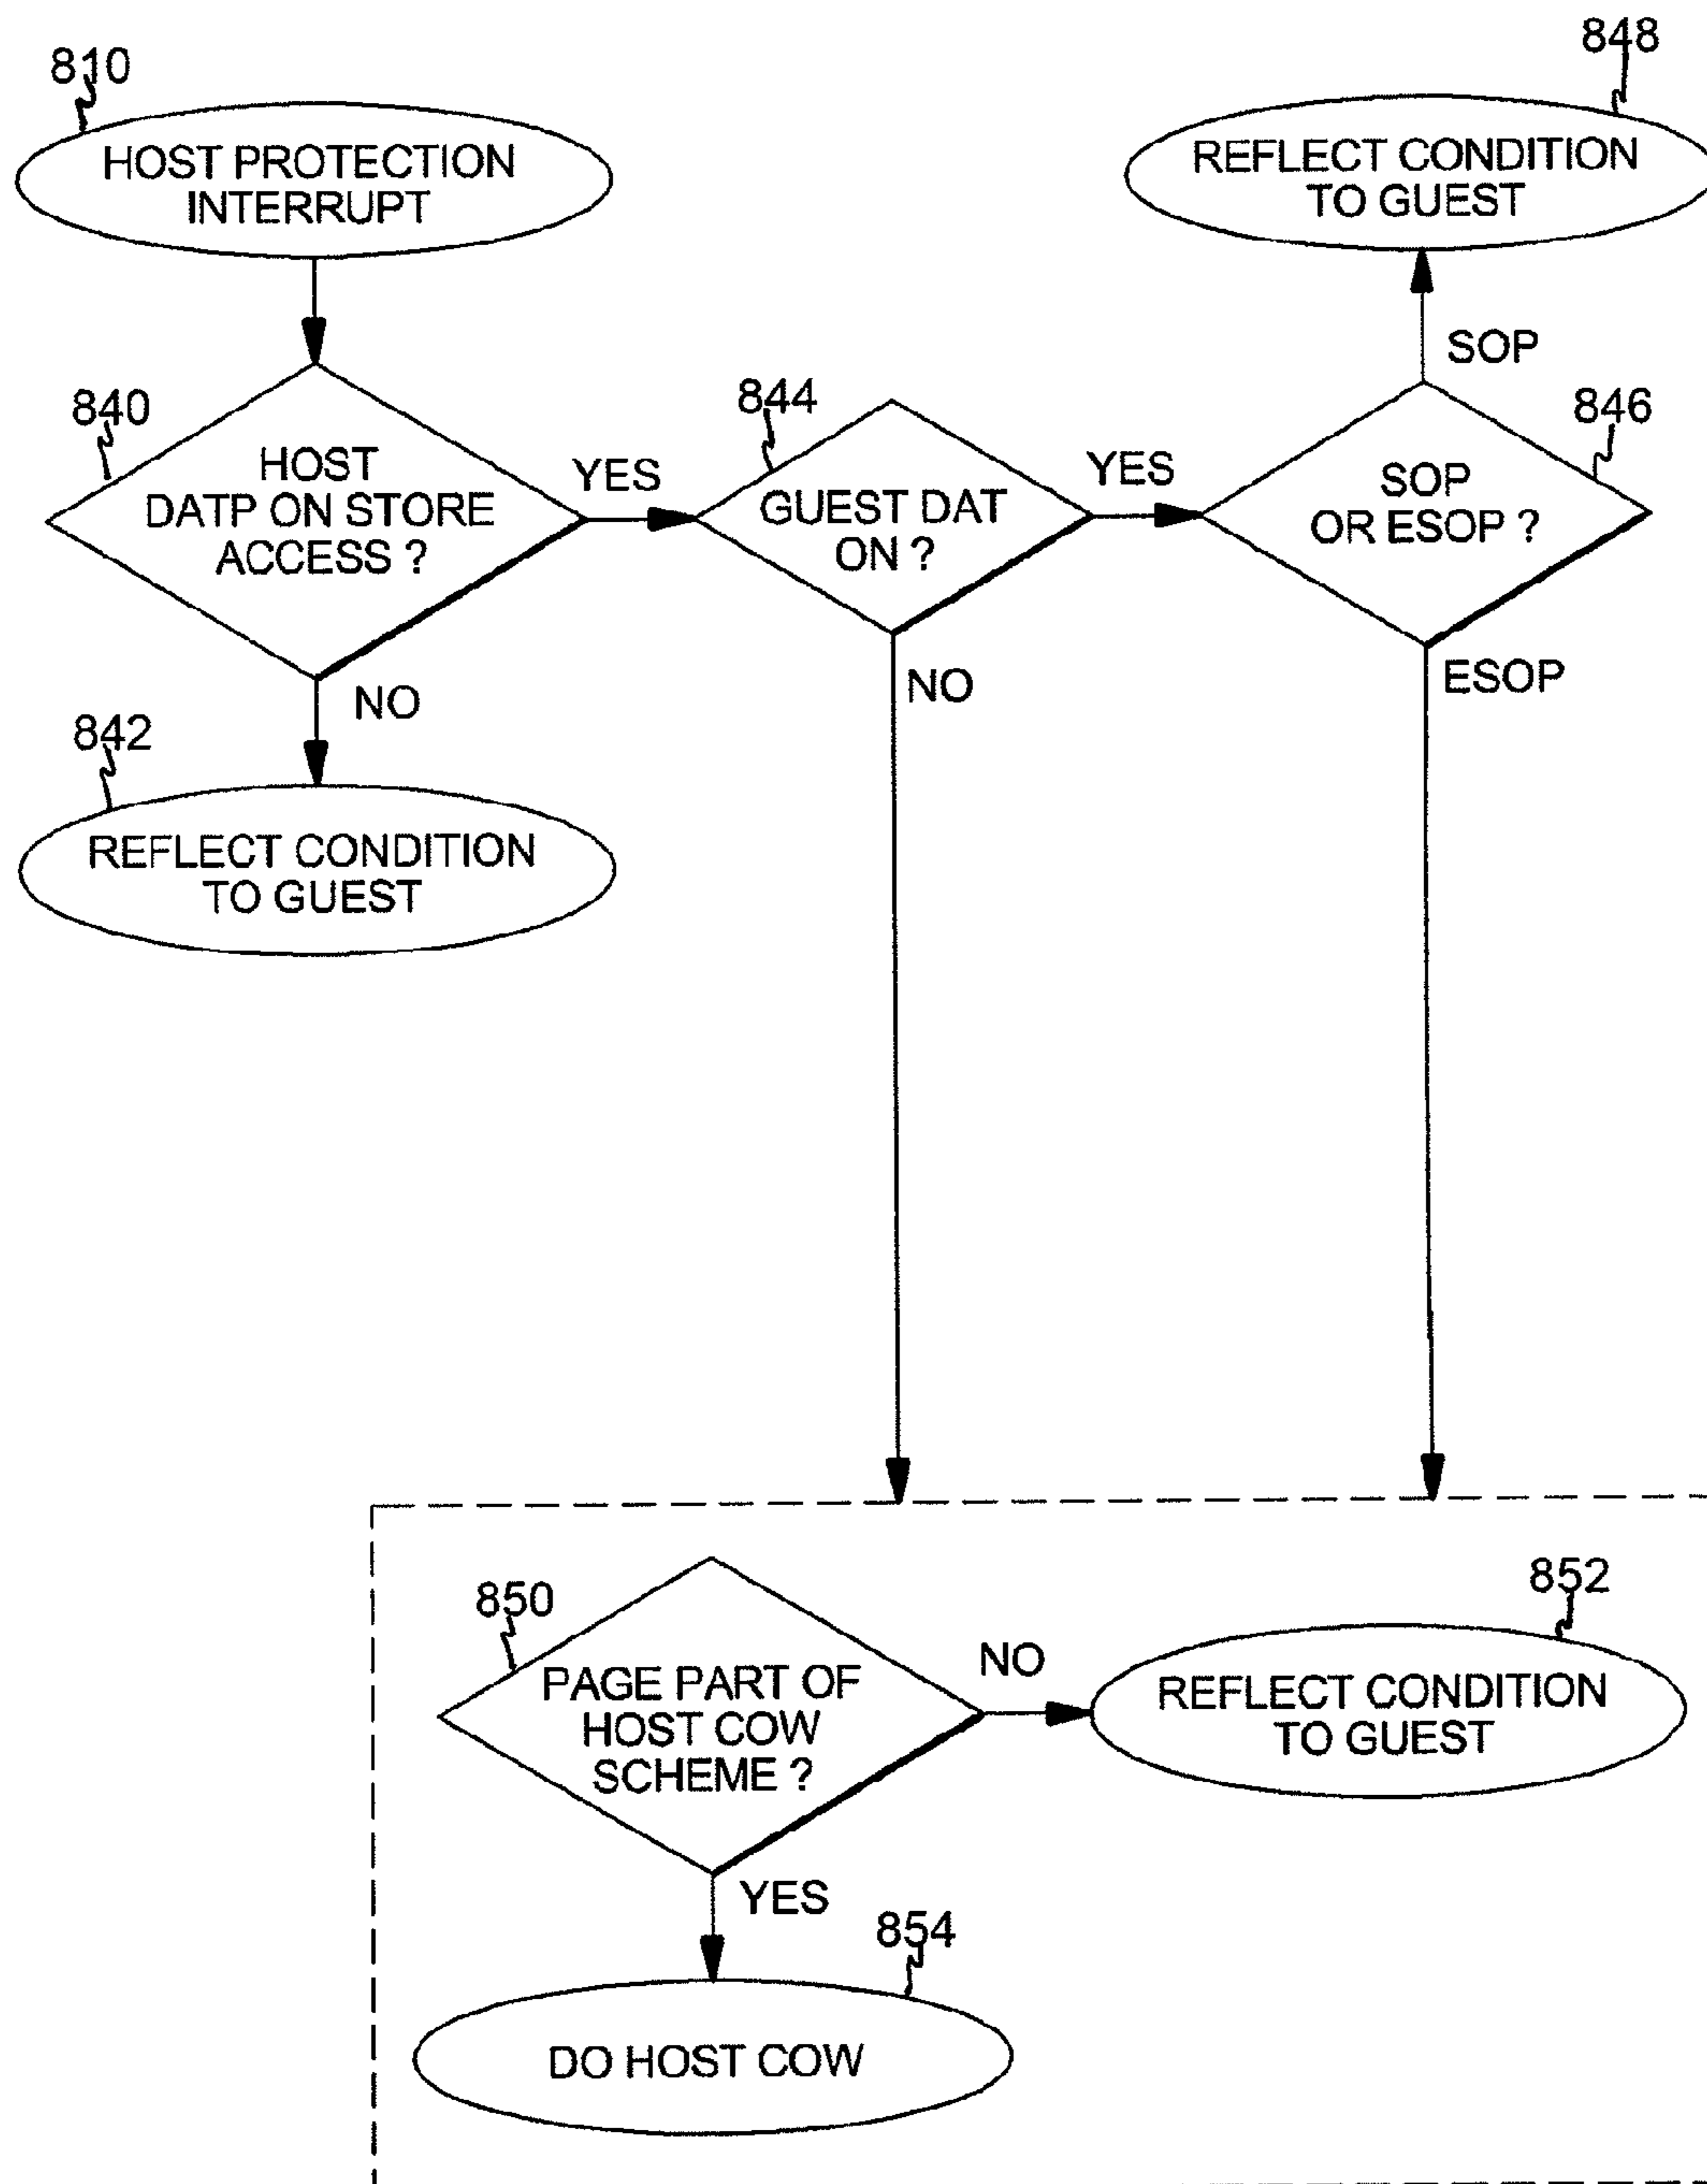 810
HOST PROTECTION
INTERRUPT
848
REFLECT CONDITION
TO GUEST
SOP
840
HOST
DATP ON STORE
ACCESS ?
YES
844
GUEST DAT
ON ?
YES
846
SOP
OR ESOP ?
NO
NO
ESOP
842
REFLECT CONDITION
TO GUEST
850
PAGE PART OF
HOST COW
SCHEME ?
NO
852
REFLECT CONDITION
TO GUEST
YES
854
DO HOST COW